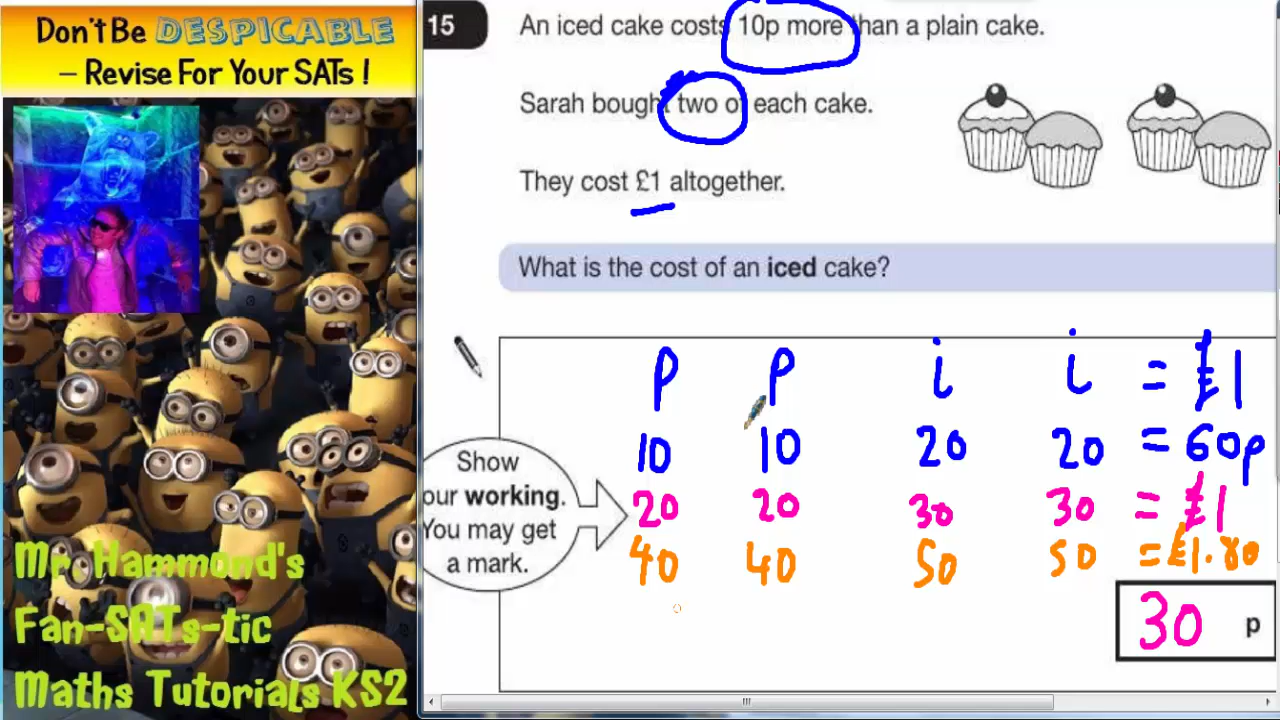 Don't Be DESPICABLE
– Revise For Your SATs !
Mr. Hammond's
Fan-SATs-tic
Maths Tutorials KS2
15
An iced cake costs 10p more than a plain cake.
Sarah bought two of each cake.
They cost £1 altogether.
What is the cost of an iced cake?
P P i i = £1
10 10 20 20 = 60p
20 20 30 30 = £1
40 40 50 50 = £1.80
Show
our working.
You may get
a mark.
30 p